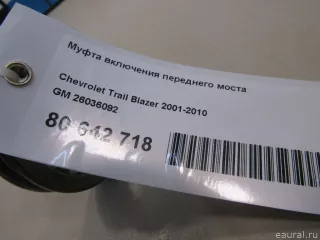 Муфта включения переднего моста
Chevrolet Trail Blazer 2001-2010
GM 26036092
80 642 718
eaural.ru